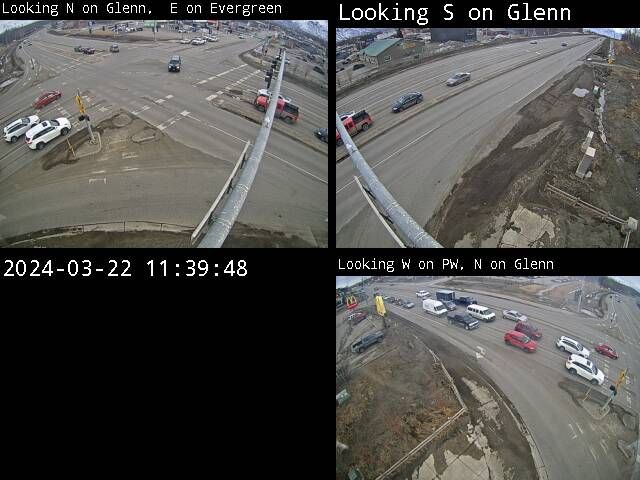 Looking N on Glenn,  E on Evergreen
Looking S on Glenn
2024-03-22 11:39:48
Looking W on PW, N on Glenn